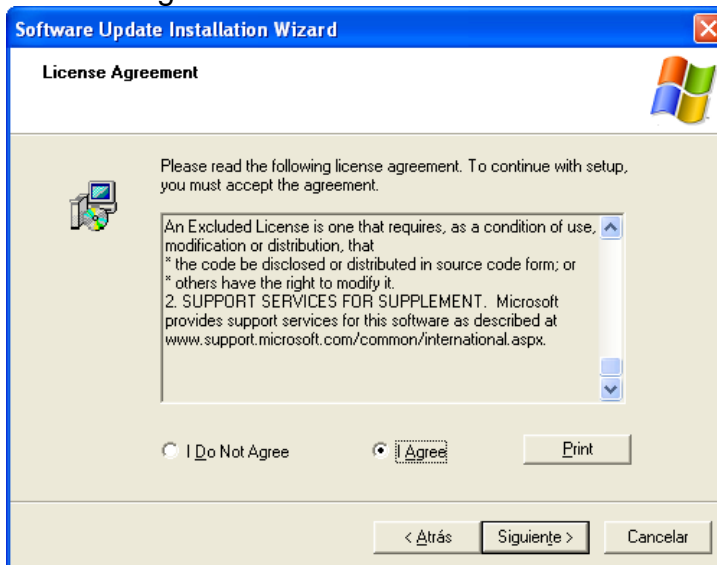 Software Update Installation Wizard
License Agreement
Please read the following license agreement. To continue with setup,
you must accept the agreement.
An Excluded License is one that requires, as a condition of use,
modification or distribution, that
* the code be disclosed or distributed in source code form; or
* others have the right to modify it.
2. SUPPORT SERVICES FOR SUPPLEMENT. Microsoft
provides support services for this software as described at
www.support.microsoft.com/common/international.aspx.
I Do Not Agree
I Agree
Print
< Atrás
Siguiente >
Cancelar